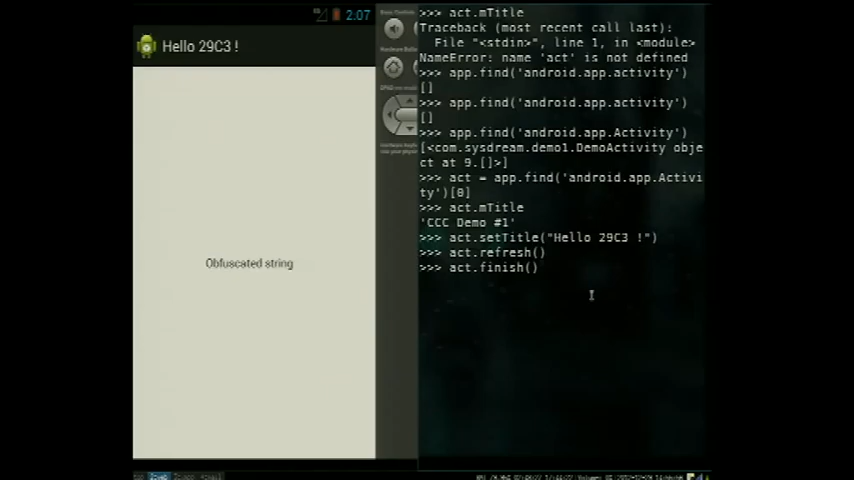 2:07
Hello 29C3 !
Obfuscated string
>>> act.mTitle
Traceback (most recent call last):
  File "<stdin>", line 1, in <module>
NameError: name 'act' is not defined
>>> app.find('android.app.activity')
[]
>>> app.find('android.app.activity')
[]
>>> app.find('android.app.Activity')
[<com.sysdream.demo1.DemoActivity obje
ct at 9.[]>]
>>> act = app.find('android.app.Activi
ty')[0]
>>> act.mTitle
'CCC Demo #1'
>>> act.setTitle("Hello 29C3 !")
>>> act.refresh()
>>> act.finish()